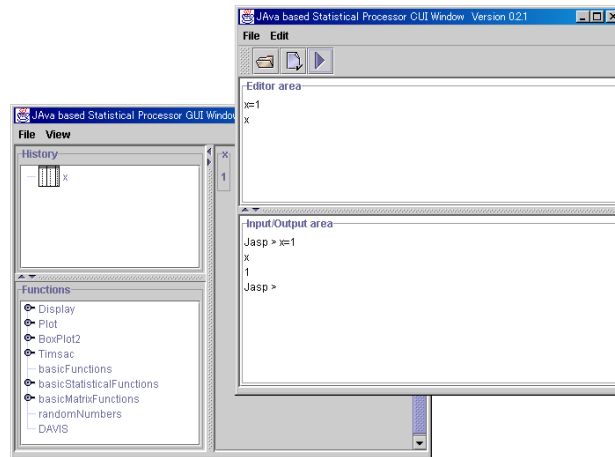 JAva based Statistical Processor CUI Window Version 0.2.1
File Edit
Editor area
x=1
x
Input/Output area
Jasp > x=1
x
1
Jasp >
JAva based Statistical Processor GUI Window
File View
History
x
x
1
Functions
Display
Plot
BoxPlot2
Timsac
basicFunctions
basicStatisticalFunctions
basicMatrixFunctions
randomNumbers
DAVIS